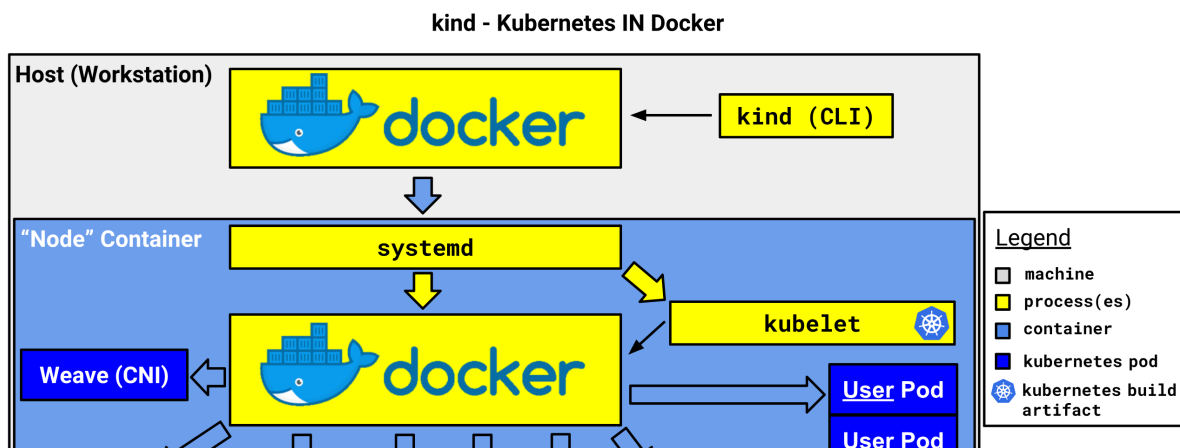 kind - Kubernetes IN Docker
Host (Workstation)
docker
kind (CLI)
“Node” Container
systemd
kubelet
docker
Weave (CNI)
User Pod
User Pod
Legend
machine
process(es)
container
kubernetes pod
kubernetes build
artifact